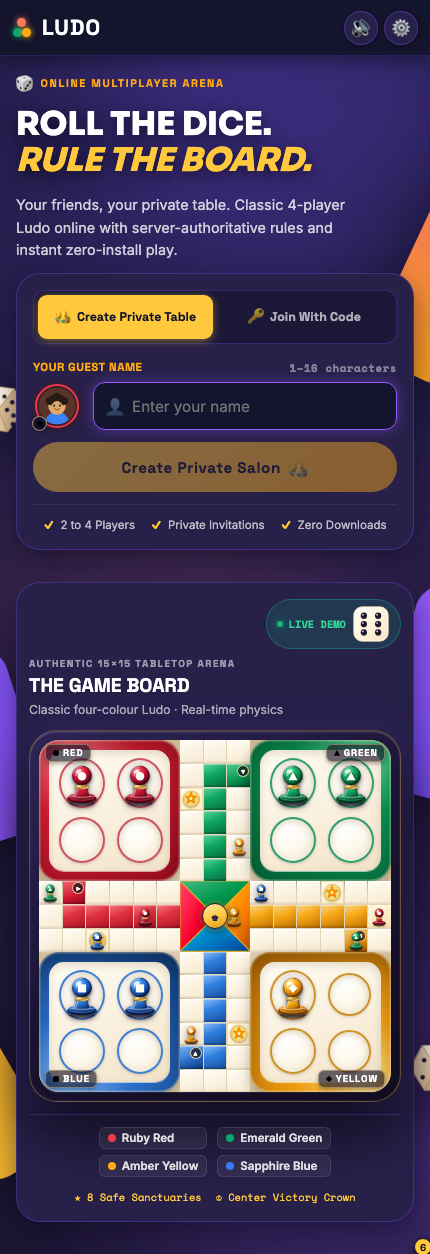 LUDO
ONLINE MULTIPLAYER ARENA
ROLL THE DICE.
RULE THE BOARD.
Your friends, your private table. Classic 4-player
Ludo online with server-authoritative rules and
instant zero-install play.
Create Private Table
Join With Code
YOUR GUEST NAME
1–16 characters
Enter your name
Create Private Salon
2 to 4 Players
Private Invitations
Zero Downloads
LIVE DEMO
AUTHENTIC 15×15 TABLETOP ARENA
THE GAME BOARD
Classic four-colour Ludo · Real-time physics
RED
GREEN
BLUE
YELLOW
Ruby Red
Emerald Green
Amber Yellow
Sapphire Blue
★ 8 Safe Sanctuaries
♔ Center Victory Crown
6